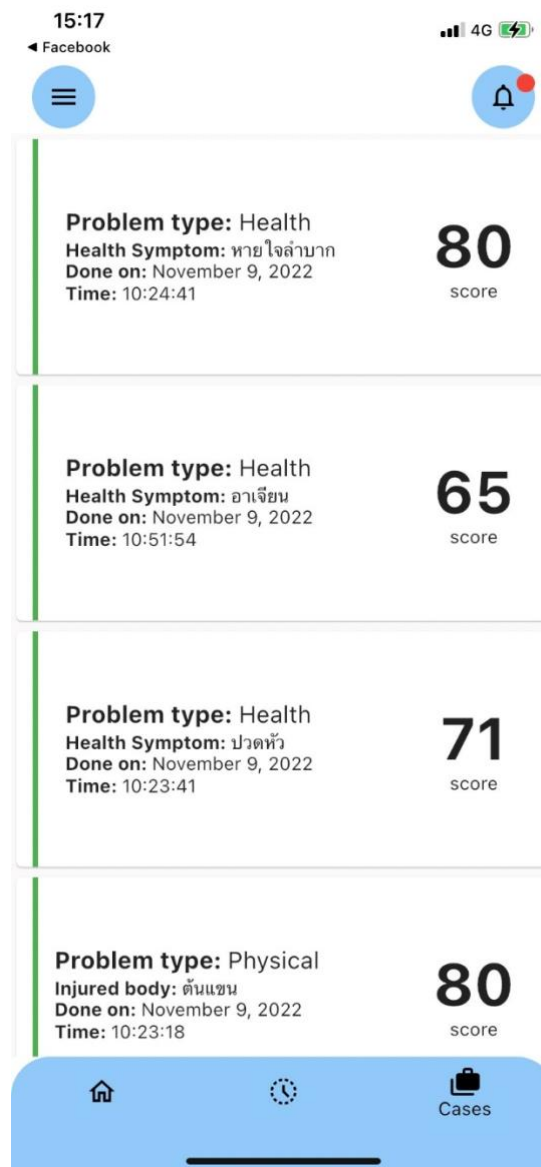 15:17
4G
◀ Facebook
Problem type: Health
Health Symptom: หายใจลำบาก
Done on: November 9, 2022
Time: 10:24:41
80
score
Problem type: Health
Health Symptom: อาเจียน
Done on: November 9, 2022
Time: 10:51:54
65
score
Problem type: Health
Health Symptom: ปวดหัว
Done on: November 9, 2022
Time: 10:23:41
71
score
Problem type: Physical
Injured body: ต้นแขน
Done on: November 9, 2022
Time: 10:23:18
80
score
Cases